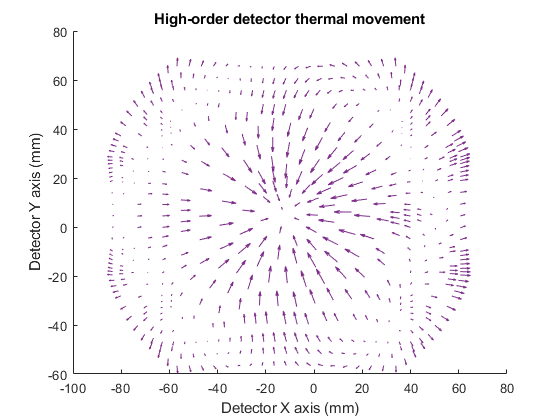 High-order detector thermal movement
80
60
40
20
0
-20
-40
-60
-100 -80 -60 -40 -20 0 20 40 60 80
Detector Y axis (mm)
Detector X axis (mm)